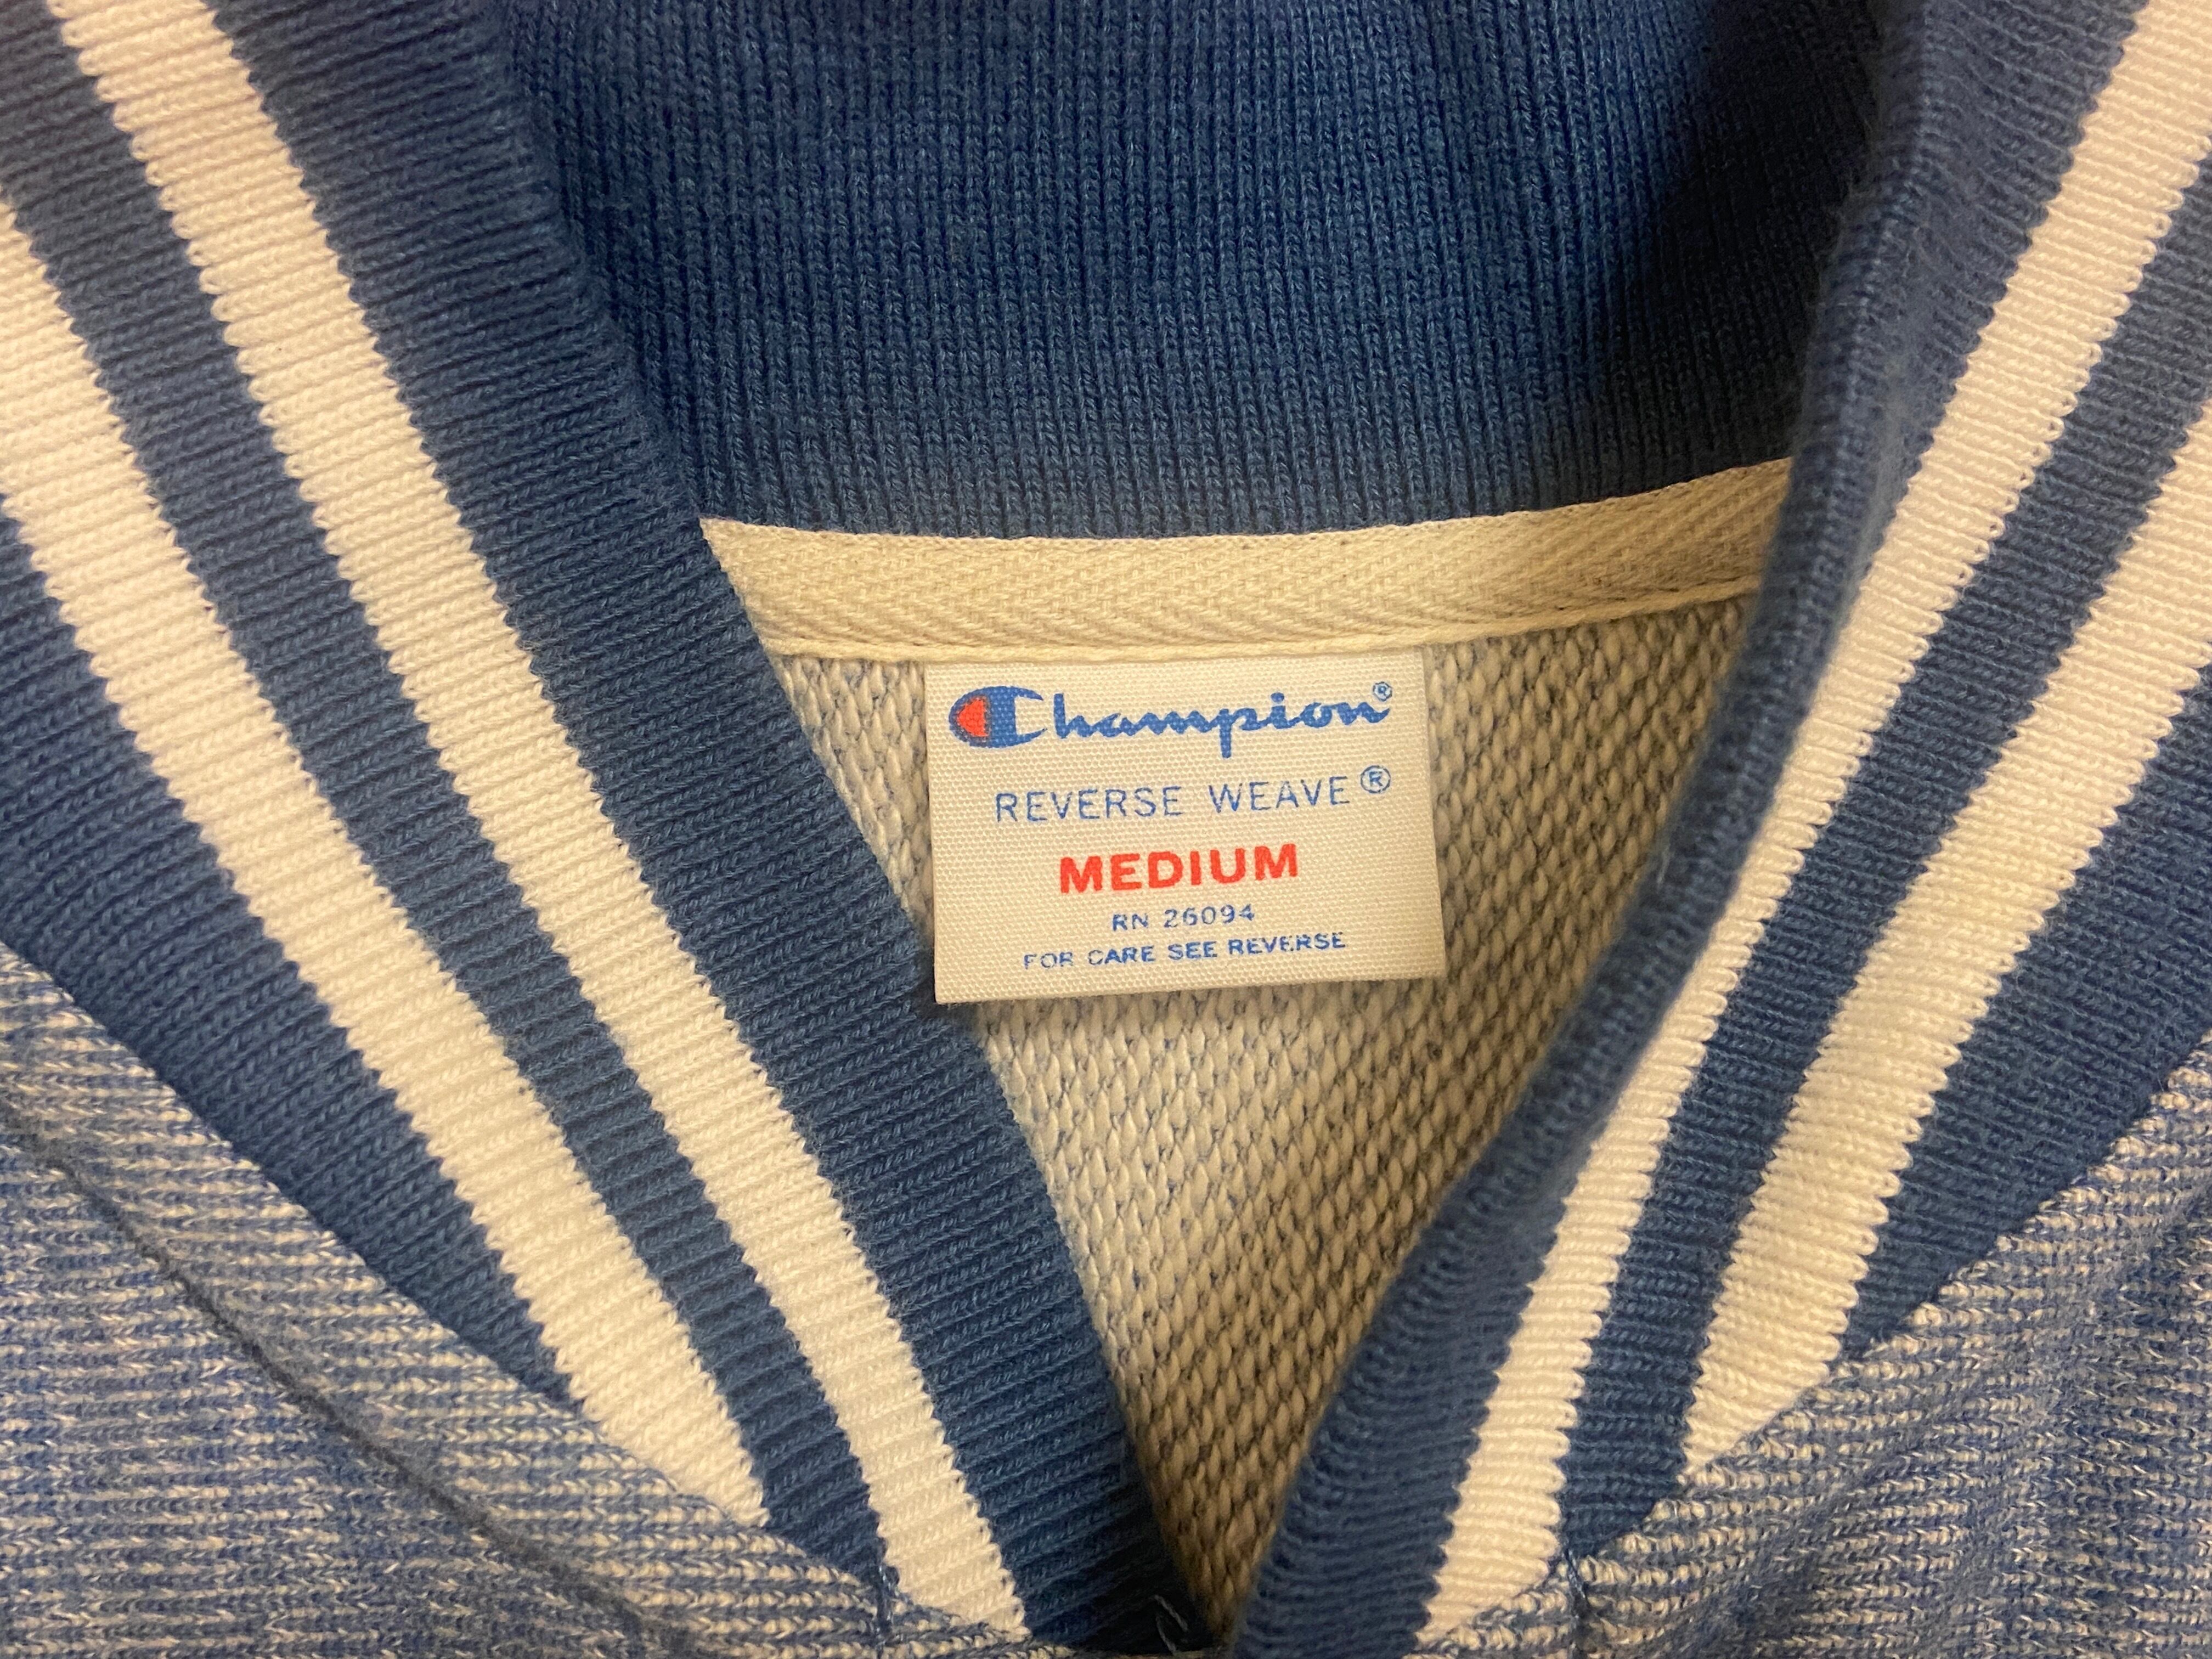 Champion®
REVERSE WEAVE®
MEDIUM
RN 26094
FOR CARE SEE REVERSE